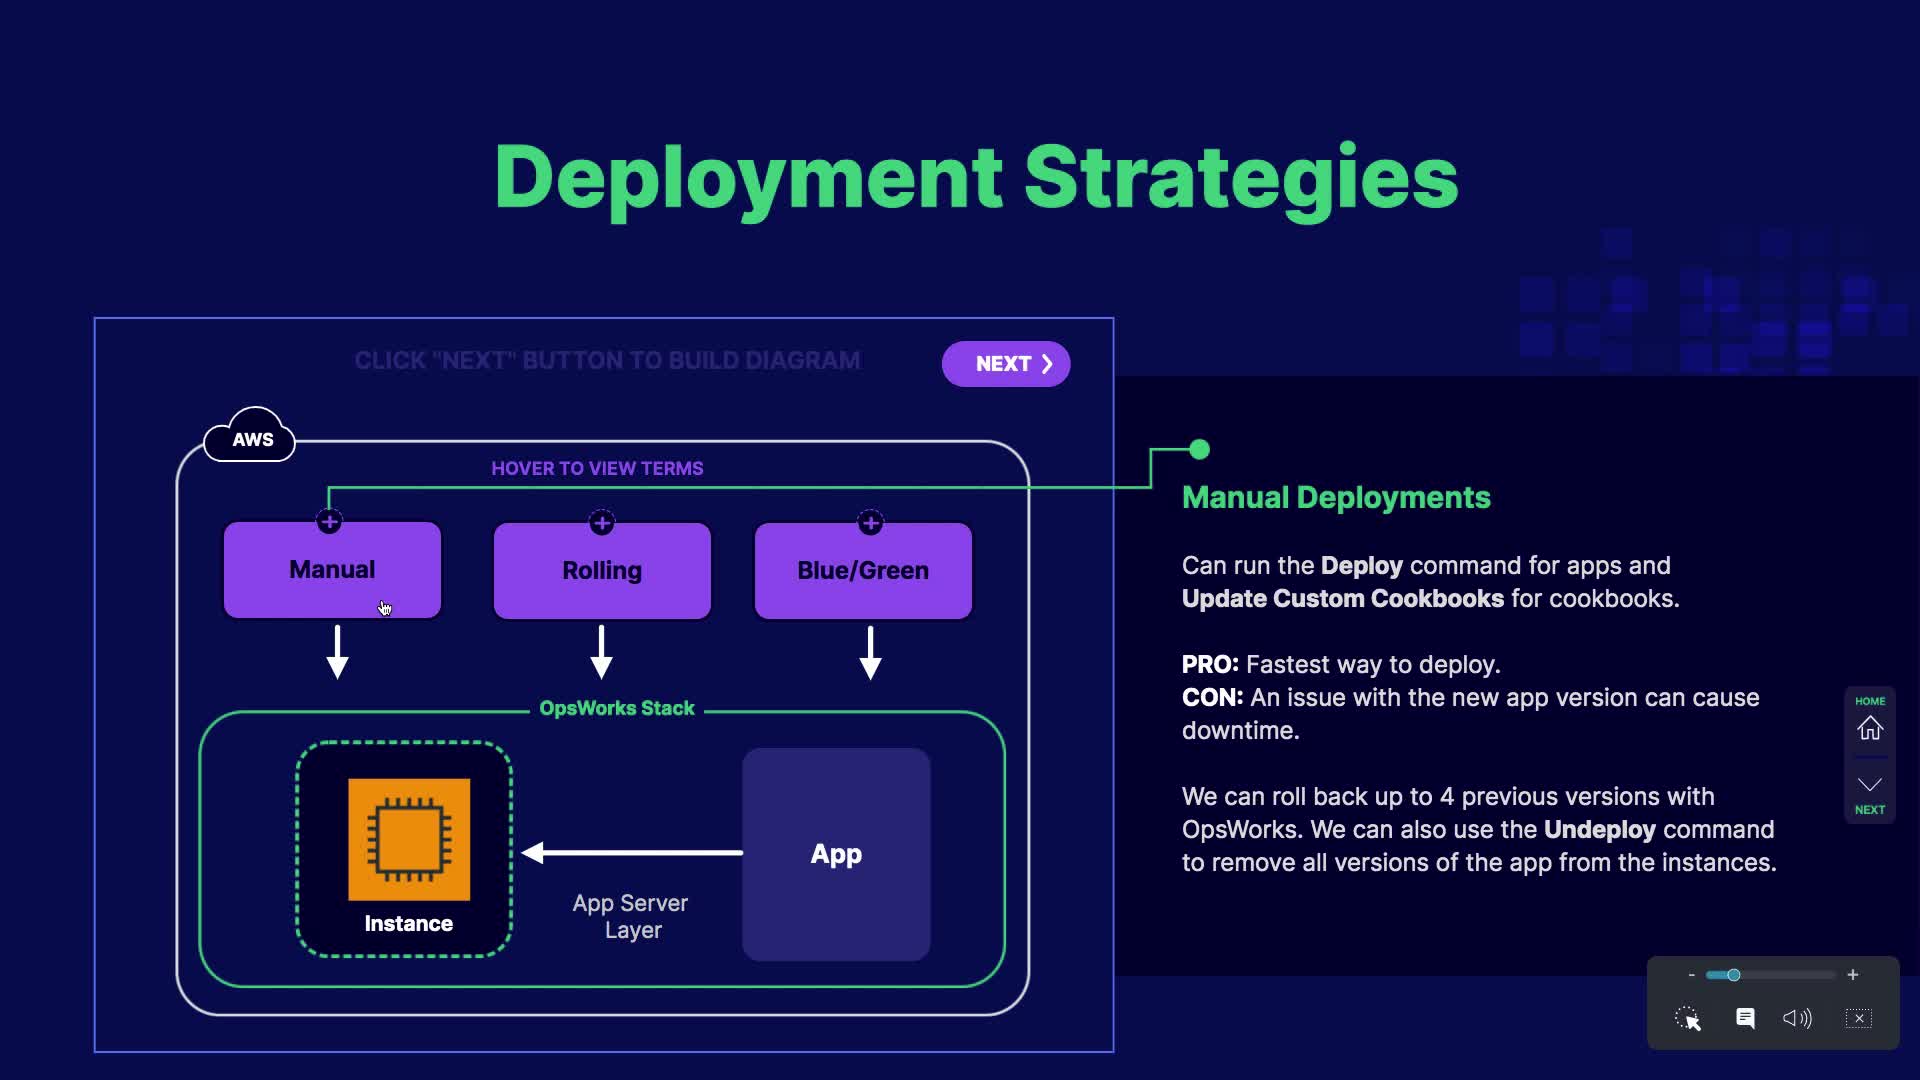 Deployment Strategies
CLICK "NEXT" BUTTON TO BUILD DIAGRAM
NEXT
AWS
HOVER TO VIEW TERMS
Manual
Rolling
Blue/Green
OpsWorks Stack
Instance
App Server
Layer
App
Manual Deployments
Can run the Deploy command for apps and
Update Custom Cookbooks for cookbooks.
PRO: Fastest way to deploy.
CON: An issue with the new app version can cause
downtime.
We can roll back up to 4 previous versions with
OpsWorks. We can also use the Undeploy command
to remove all versions of the app from the instances.
HOME
NEXT